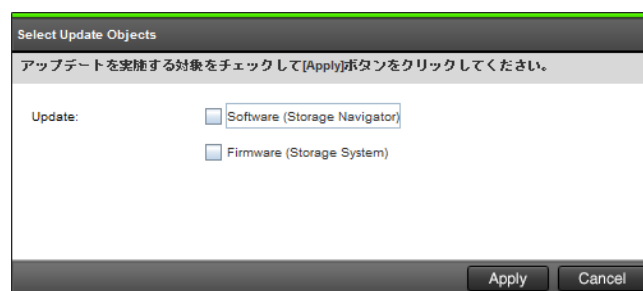 Select Update Objects
アップデートを実施する対象をチェックして[Apply]ボタンをクリックしてください。
Update:
Software (Storage Navigator)
Firmware (Storage System)
Apply Cancel